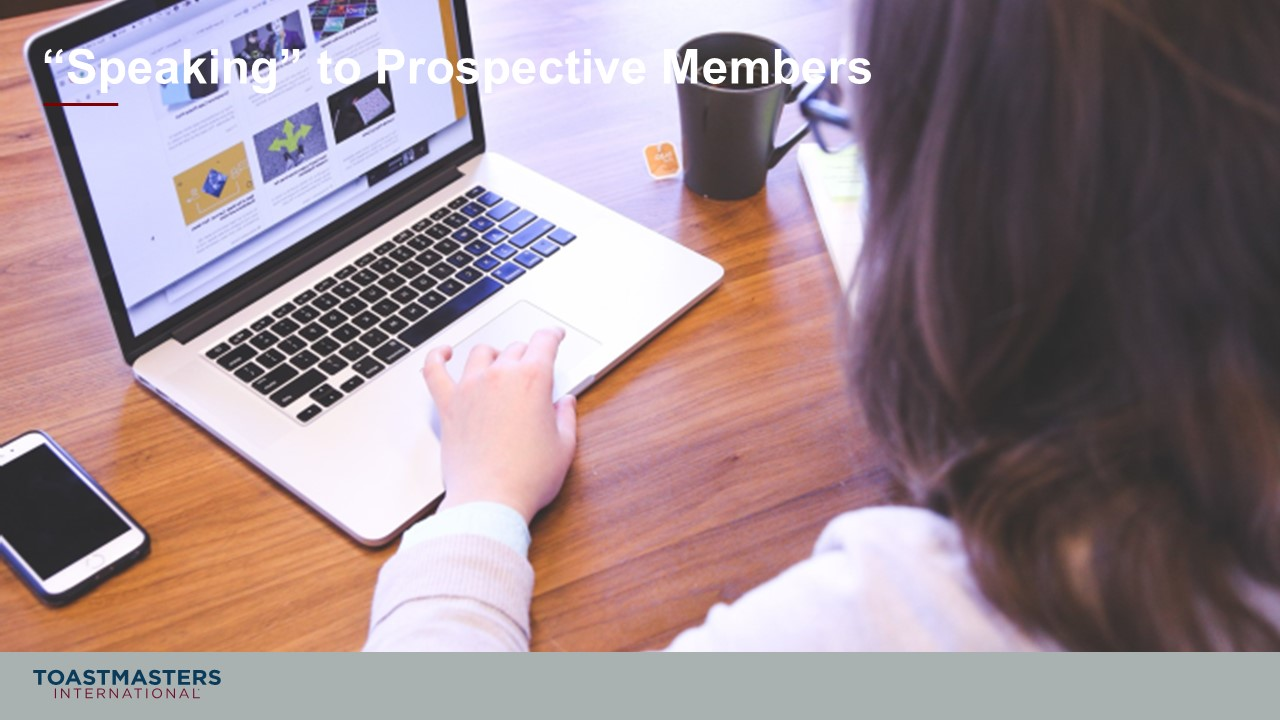 “Speaking” to Prospective Members
TOASTMASTERS
INTERNATIONAL